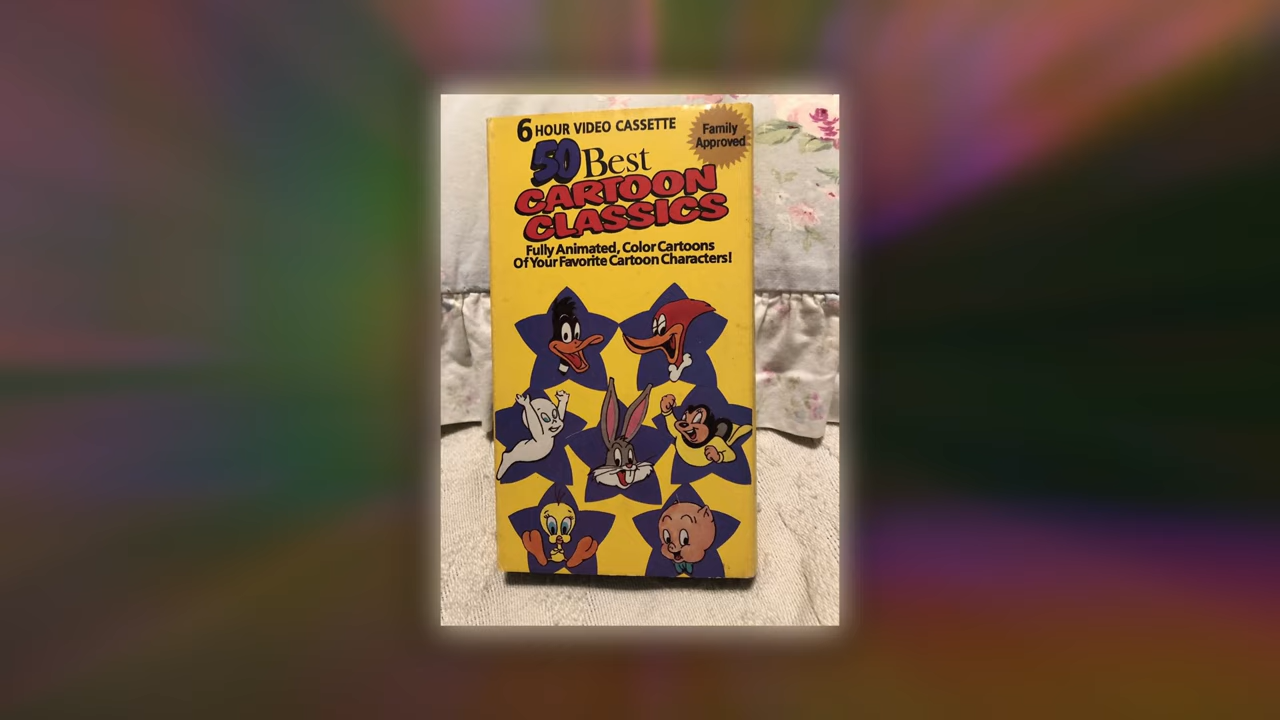 6 HOUR VIDEO CASSETTE
Family
Approved
50 Best
CARTOON
CLASSICS
Fully Animated, Color Cartoons
Of Your Favorite Cartoon Characters!